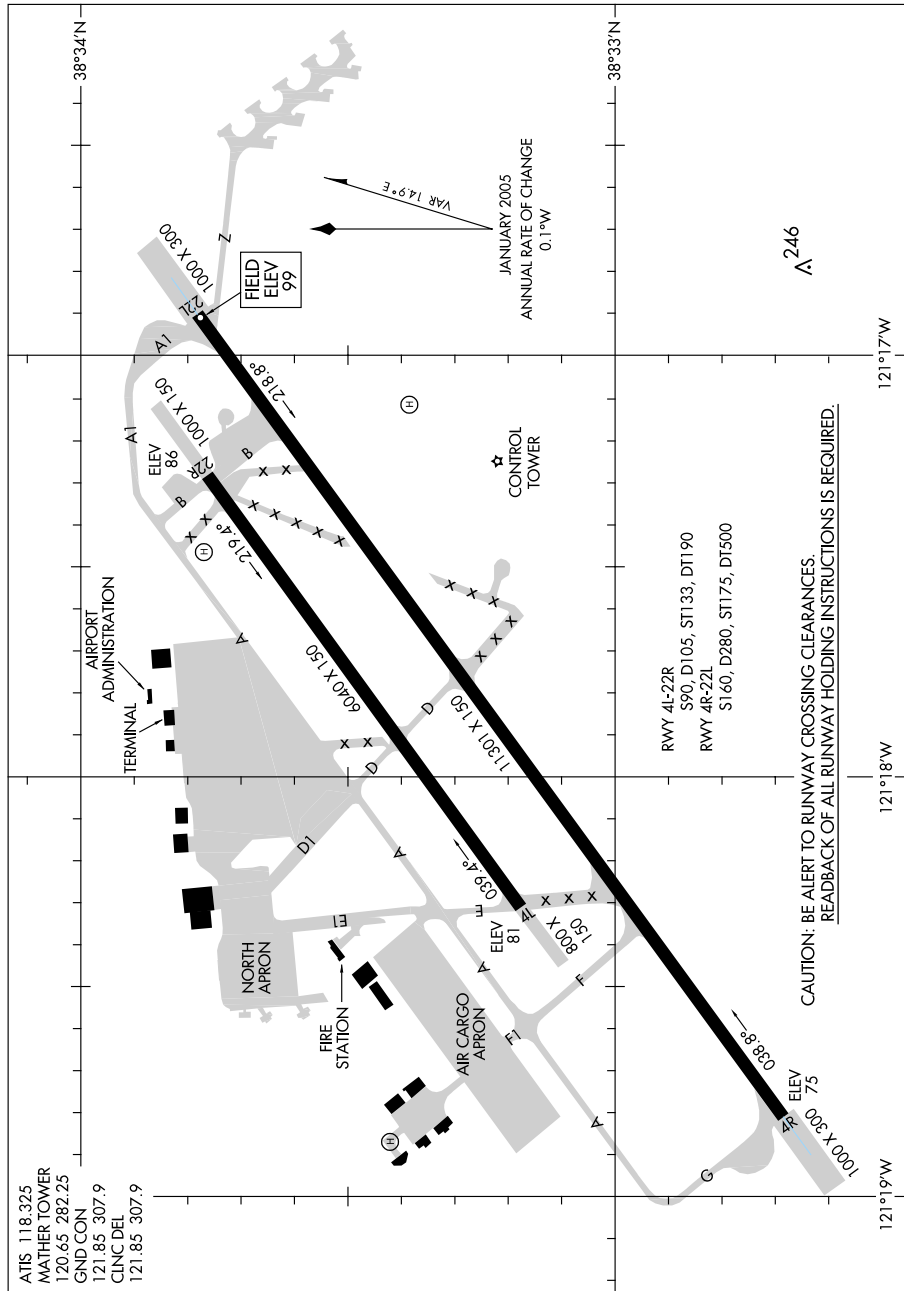 ATIS 118.325
MATHER TOWER
120.65 282.25
GND CON
121.85 307.9
CLNC DEL
121.85 307.9
38°34'N
38°33'N
121°17'W
121°18'W
121°19'W
JANUARY 2005
ANNUAL RATE OF CHANGE
0.1°W
VAR 14.9°E
FIELD
ELEV
99
1000 X 300
22L
Z
A1
A1
1000 X 150
ELEV
86
22R
B
B
218.8°
219.4°
H
H
H
CONTROL
TOWER
AIRPORT
ADMINISTRATION
TERMINAL
A
6040 X 150
11301 X 150
X X
X X
X X X X X
X X
X X X
X X X
X X X
D
D
D1
A
039.4°
E
E1
4L
ELEV
81
800 X
150
NORTH
APRON
FIRE
STATION
AIR CARGO
APRON
A
F
F1
A
G
038.8°
ELEV
75
4R
1000 X 300
246
RWY 4L-22R
S90, D105, ST133, DT190
RWY 4R-22L
S160, D280, ST175, DT500
CAUTION: BE ALERT TO RUNWAY CROSSING CLEARANCES.
READBACK OF ALL RUNWAY HOLDING INSTRUCTIONS IS REQUIRED.